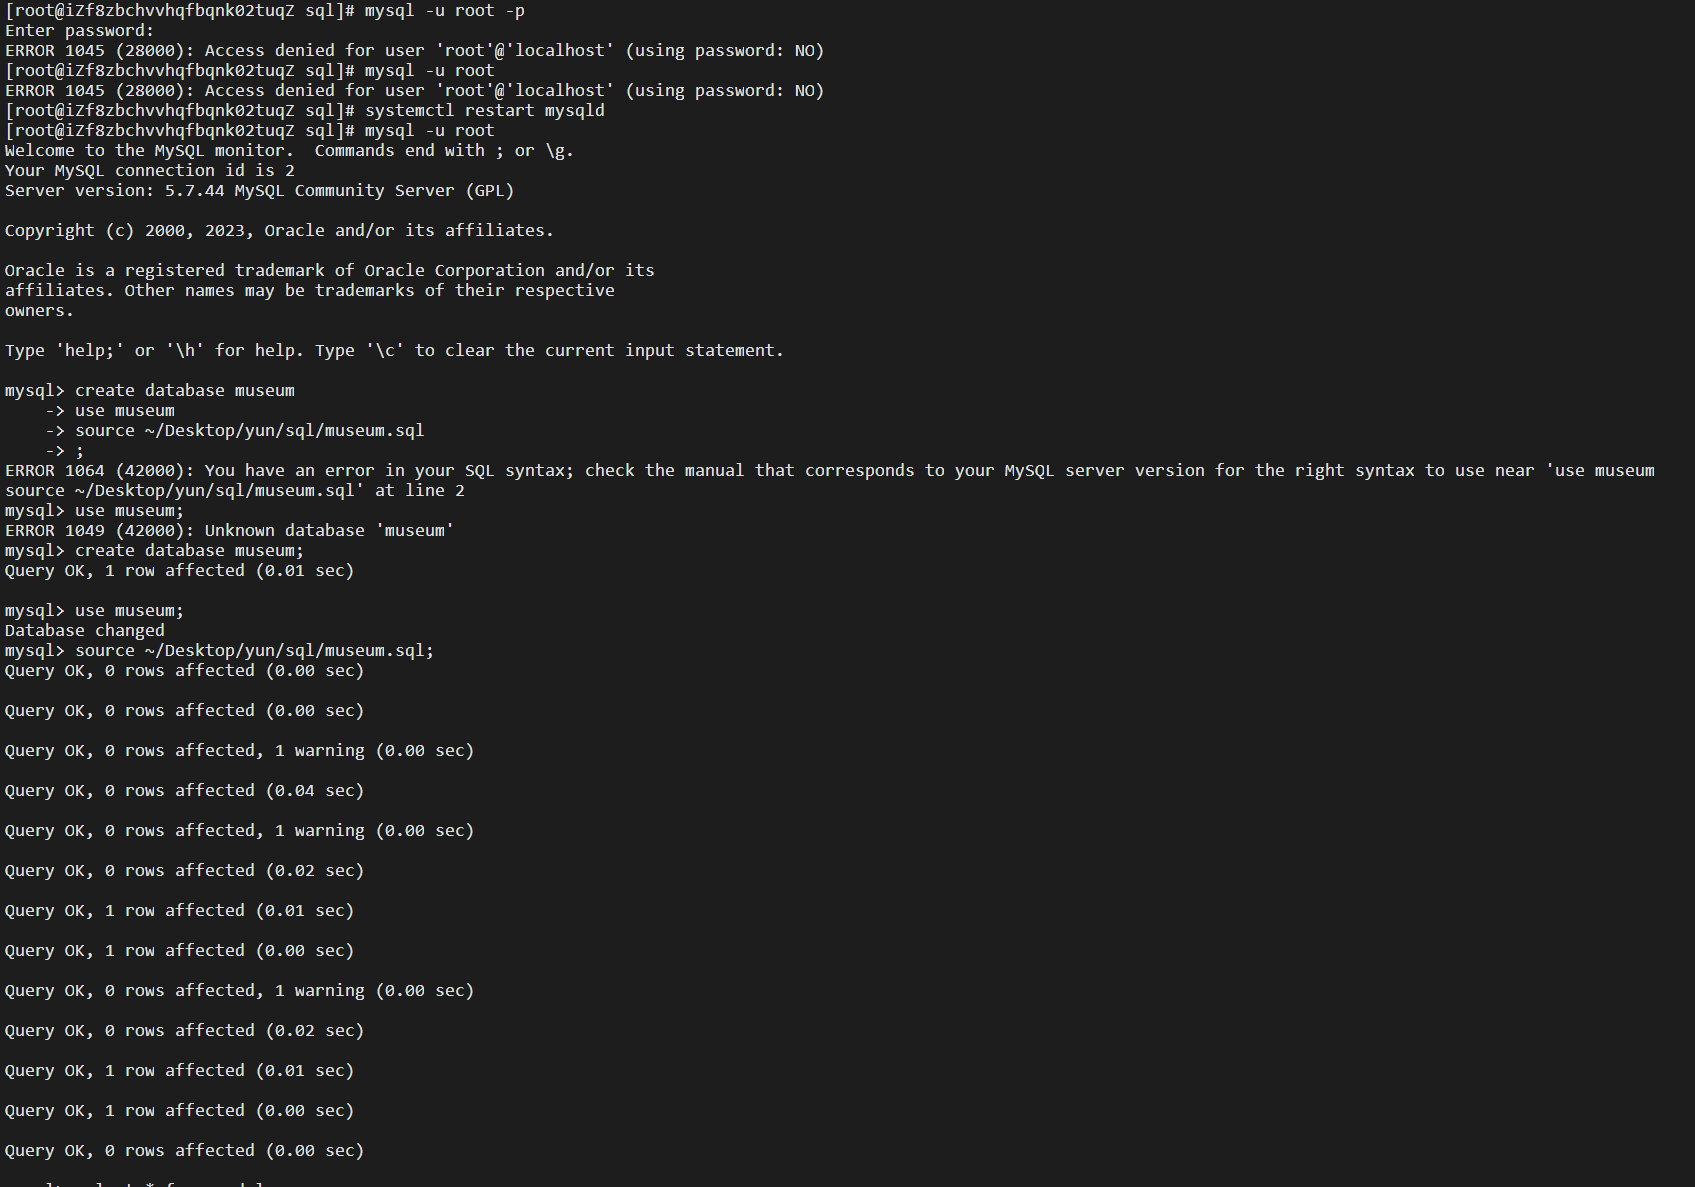 [root@iZf8zbchvvhqfbqnk02tuqZ sql]# mysql -u root -p
Enter password:
ERROR 1045 (28000): Access denied for user 'root'@'localhost' (using password: NO)
[root@iZf8zbchvvhqfbqnk02tuqZ sql]# mysql -u root
ERROR 1045 (28000): Access denied for user 'root'@'localhost' (using password: NO)
[root@iZf8zbchvvhqfbqnk02tuqZ sql]# systemctl restart mysqld
[root@iZf8zbchvvhqfbqnk02tuqZ sql]# mysql -u root
Welcome to the MySQL monitor.  Commands end with ; or \g.
Your MySQL connection id is 2
Server version: 5.7.44 MySQL Community Server (GPL)
Copyright (c) 2000, 2023, Oracle and/or its affiliates.
Oracle is a registered trademark of Oracle Corporation and/or its
affiliates. Other names may be trademarks of their respective
owners.
Type 'help;' or '\h' for help. Type '\c' to clear the current input statement.
mysql> create database museum
    -> use museum
    -> source ~/Desktop/yun/sql/museum.sql
    -> ;
ERROR 1064 (42000): You have an error in your SQL syntax; check the manual that corresponds to your MySQL server version for the right syntax to use near 'use museum
source ~/Desktop/yun/sql/museum.sql' at line 2
mysql> use museum;
ERROR 1049 (42000): Unknown database 'museum'
mysql> create database museum;
Query OK, 1 row affected (0.01 sec)
mysql> use museum;
Database changed
mysql> source ~/Desktop/yun/sql/museum.sql;
Query OK, 0 rows affected (0.00 sec)
Query OK, 0 rows affected (0.00 sec)
Query OK, 0 rows affected, 1 warning (0.00 sec)
Query OK, 0 rows affected (0.04 sec)
Query OK, 0 rows affected, 1 warning (0.00 sec)
Query OK, 0 rows affected (0.02 sec)
Query OK, 1 row affected (0.01 sec)
Query OK, 1 row affected (0.00 sec)
Query OK, 0 rows affected, 1 warning (0.00 sec)
Query OK, 0 rows affected (0.02 sec)
Query OK, 1 row affected (0.01 sec)
Query OK, 1 row affected (0.00 sec)
Query OK, 0 rows affected (0.00 sec)